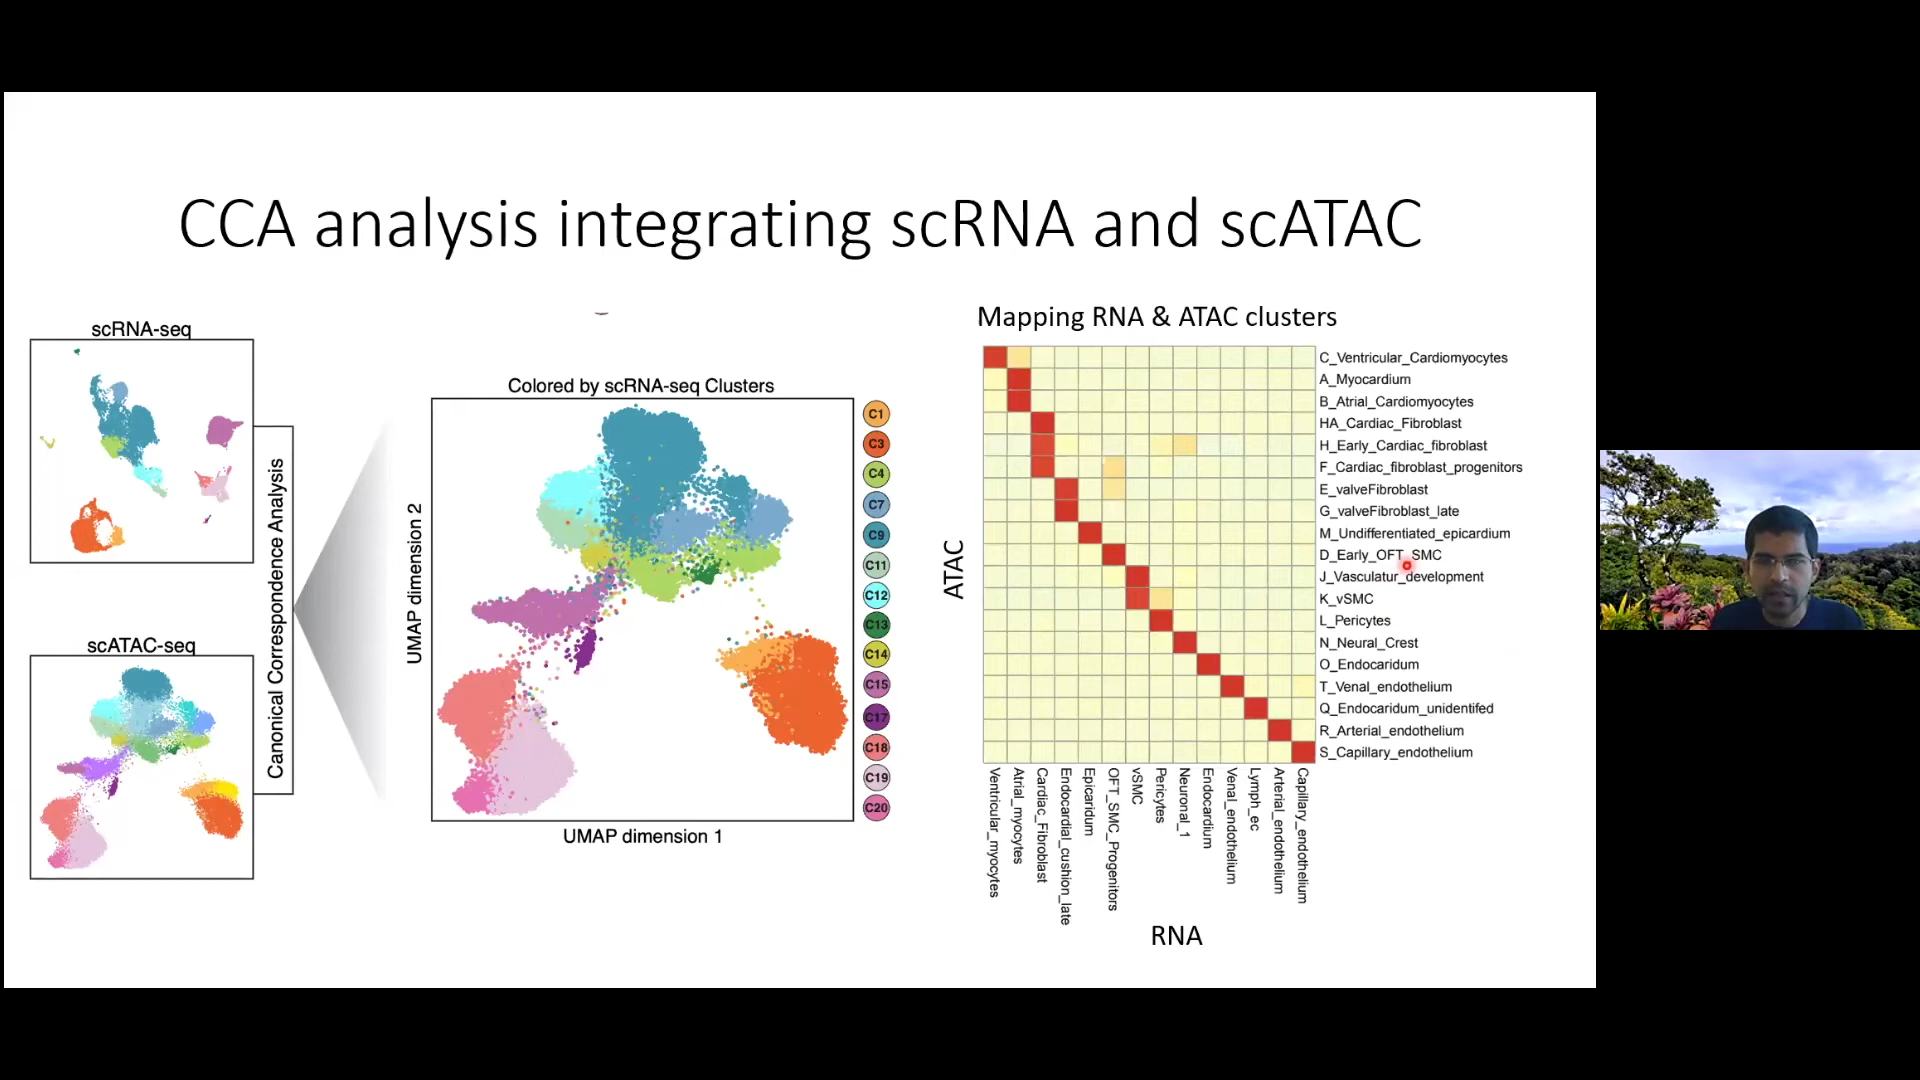 CCA analysis integrating scRNA and scATAC
scRNA-seq
scATAC-seq
Canonical Correspondence Analysis
Colored by scRNA-seq Clusters
UMAP dimension 2
UMAP dimension 1
C1
C3
C4
C7
C9
C11
C12
C13
C14
C15
C17
C18
C19
C20
Mapping RNA & ATAC clusters
ATAC
C_Ventricular_Cardiomyocytes
A_Myocardium
B_Atrial_Cardiomyocytes
HA_Cardiac_Fibroblast
H_Early_Cardiac_fibroblast
F_Cardiac_fibroblast_progenitors
E_valveFibroblast
G_valveFibroblast_late
M_Undifferentiated_epicardium
D_Early_OFT_SMC
J_Vasculatur_development
K_vSMC
L_Pericytes
N_Neural_Crest
O_Endocaridum
T_Venal_endothelium
Q_Endocaridum_unidentifed
R_Arterial_endothelium
S_Capillary_endothelium
Ventricular_myocytes
Atrial_myocytes
Cardiac_Fibroblast
Endocardial_cushion_late
Epicaridum
OFT_SMC_Progenitors
vSMC
Pericytes
Neuronal_1
Endocardium
Venal_endothelium
Lymph_ec
Arterial_endothelium
Capillary_endothelium
RNA